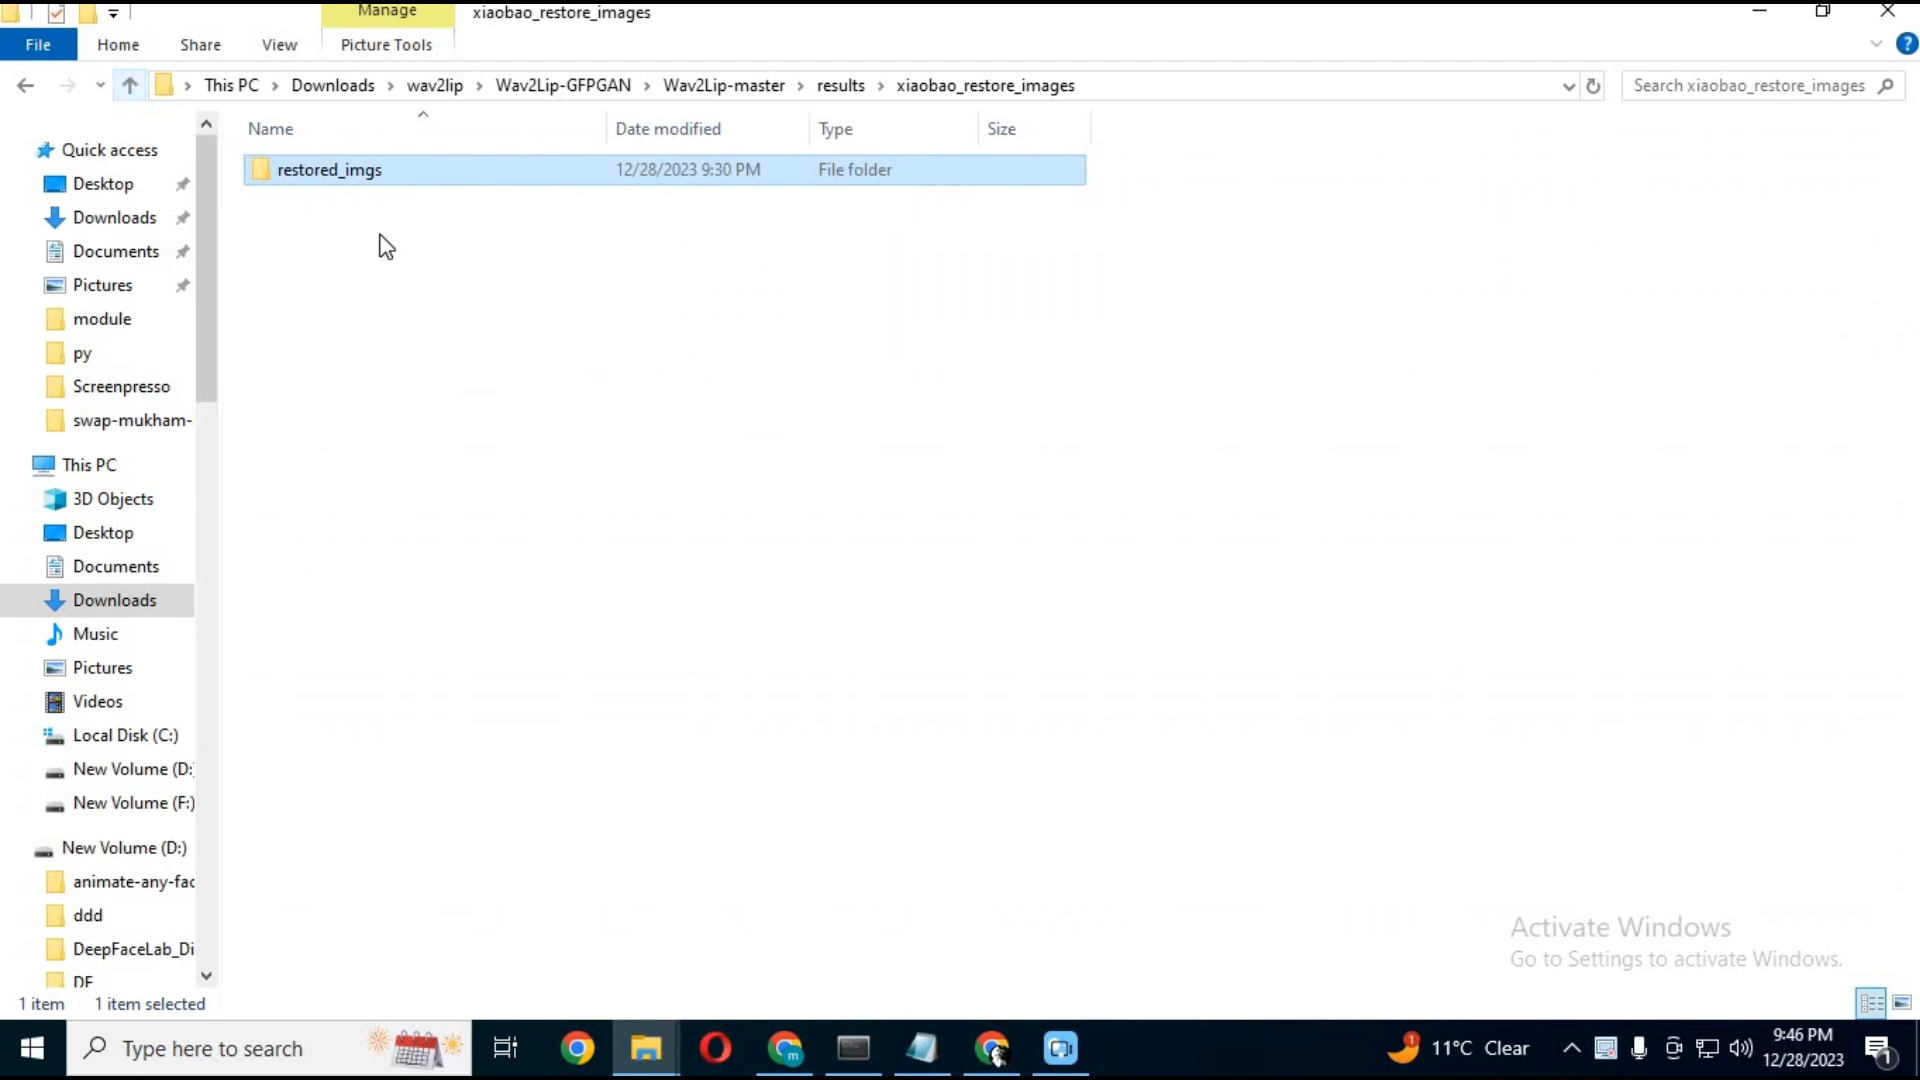 Manage xiaobao_restore_images
File Home Share View Picture Tools
This PC Downloads wav2lip Wav2Lip-GFPGAN Wav2Lip-master results xiaobao_restore_images Search xiaobao_restore_images
Name Date modified Type Size
restored_imgs 12/28/2023 9:30 PM File folder
Quick access
Desktop
Downloads
Documents
Pictures
module
py
Screenpresso
swap-mukham-
This PC
3D Objects
Desktop
Documents
Downloads
Music
Pictures
Videos
Local Disk (C:)
New Volume (D:
New Volume (F:)
New Volume (D:)
animate-any-fac
ddd
DeepFaceLab_Di
DF
Activate Windows
Go to Settings to activate Windows.
1 item 1 item selected
Type here to search
m
1
11°C Clear
9:46 PM
12/28/2023
1